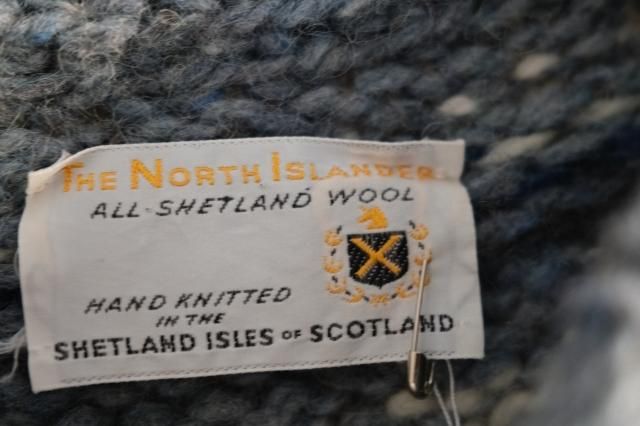 THE NORTH ISLANDER
ALL-SHETLAND WOOL
HAND KNITTED
IN THE
SHETLAND ISLES OF SCOTLAND